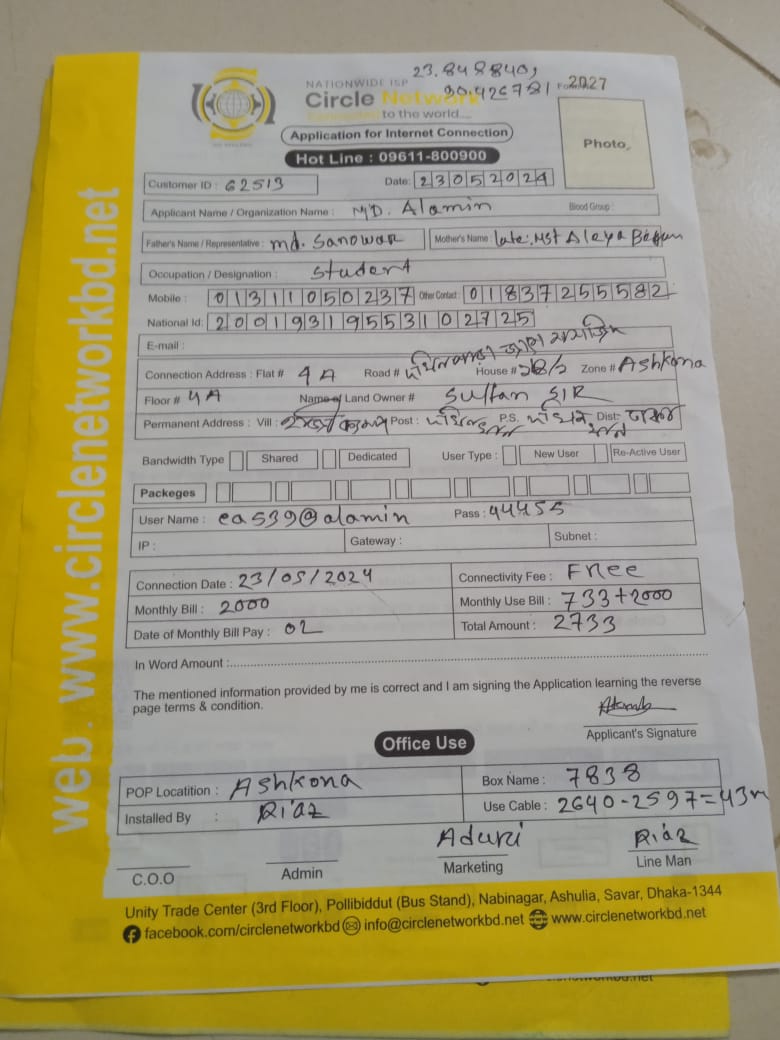 23.848840,
NATIONWIDE ISP
90.426781 2027
Circle Network
to the world....
Application for Internet Connection
Photo,
Hot Line : 09611-800900
Customer ID : 62513 Date: 23052024
Applicant Name / Organization Name : MD. Alamin Blood Group :
Father's Name / Representative : md. Sanowar Mother's Name late: Mst Aleya Begum
Occupation / Designation : Student
Mobile : 01311050237 Other Contact : 01837255582
National Id: 20019319553102725
E-mail :
Connection Address : Flat # 4A Road # House # Zone # Ashkona
Floor # 4A Name of Land Owner # Sultan SIR
Permanent Address : Vill : Post : P.S. Dist:
Bandwidth Type Shared Dedicated User Type : New User Re-Active User
Packeges
User Name : ea539@alamin Pass : 44455
IP : Gateway : Subnet :
Connection Date : 23/05/2024 Connectivity Fee : Free
Monthly Bill : 2000 Monthly Use Bill : 733+2000
Date of Monthly Bill Pay : 02 Total Amount : 2733
In Word Amount :
The mentioned information provided by me is correct and I am signing the Application learning the reverse
page terms & condition.
Applicant's Signature
Office Use
POP Locatition : Ashkona Box Name : 7838
Installed By : Riaz Use Cable : 2640-2597=43m
Riaz
C.O.O Admin Marketing Line Man
Unity Trade Center (3rd Floor), Pollibiddut (Bus Stand), Nabinagar, Ashulia, Savar, Dhaka-1344
facebook.com/circlenetworkbd info@circlenetworkbd.net www.circlenetworkbd.net
web : www.circlenetworkbd.net